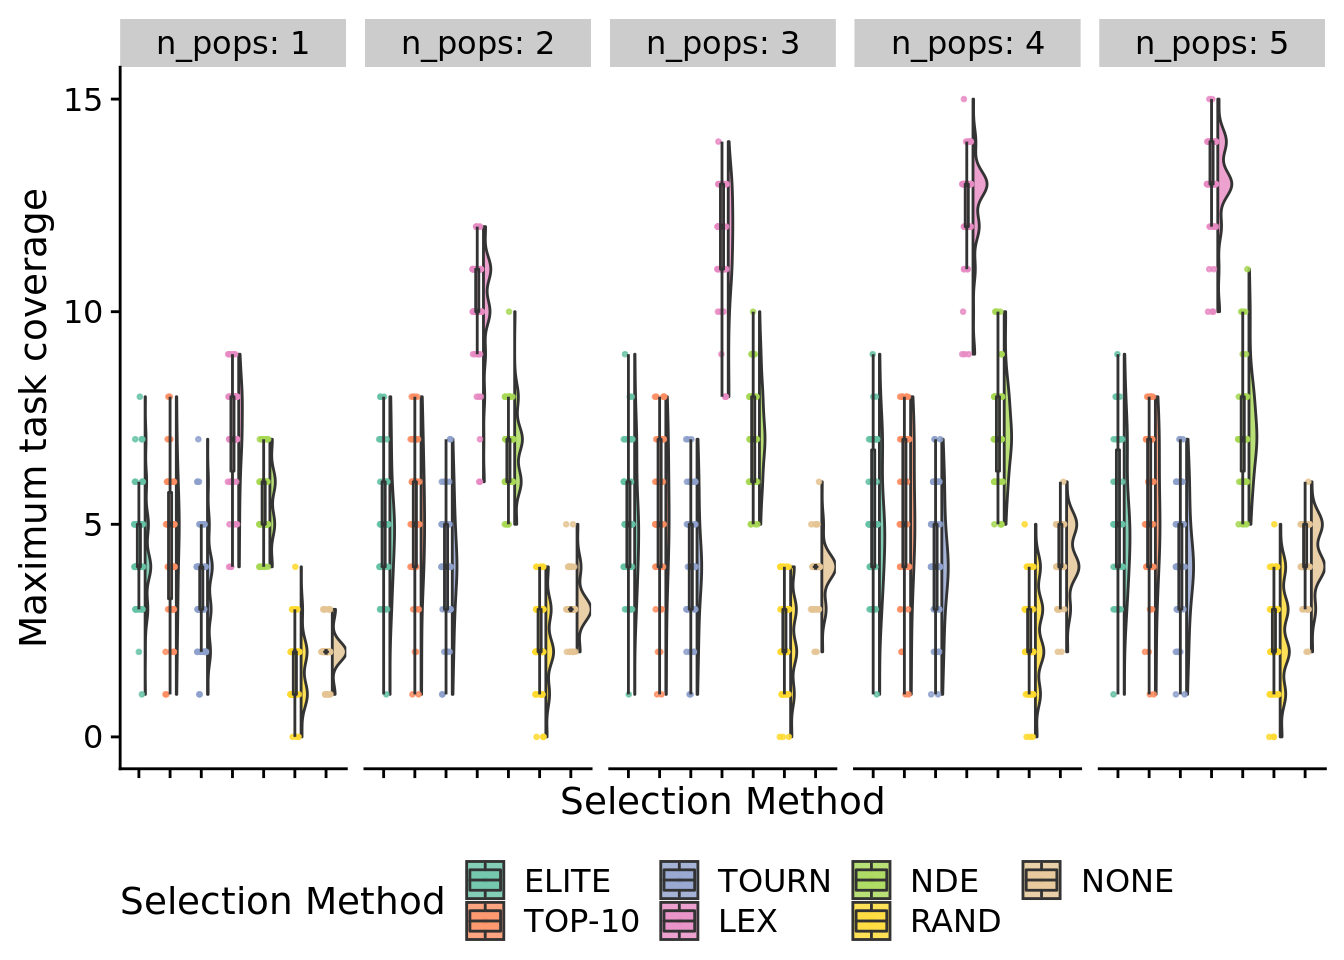 n_pops: 1 n_pops: 2 n_pops: 3 n_pops: 4 n_pops: 5
Maximum task coverage
15
10
5
0
Selection Method
Selection Method
ELITE TOURN NDE NONE
TOP-10 LEX RAND